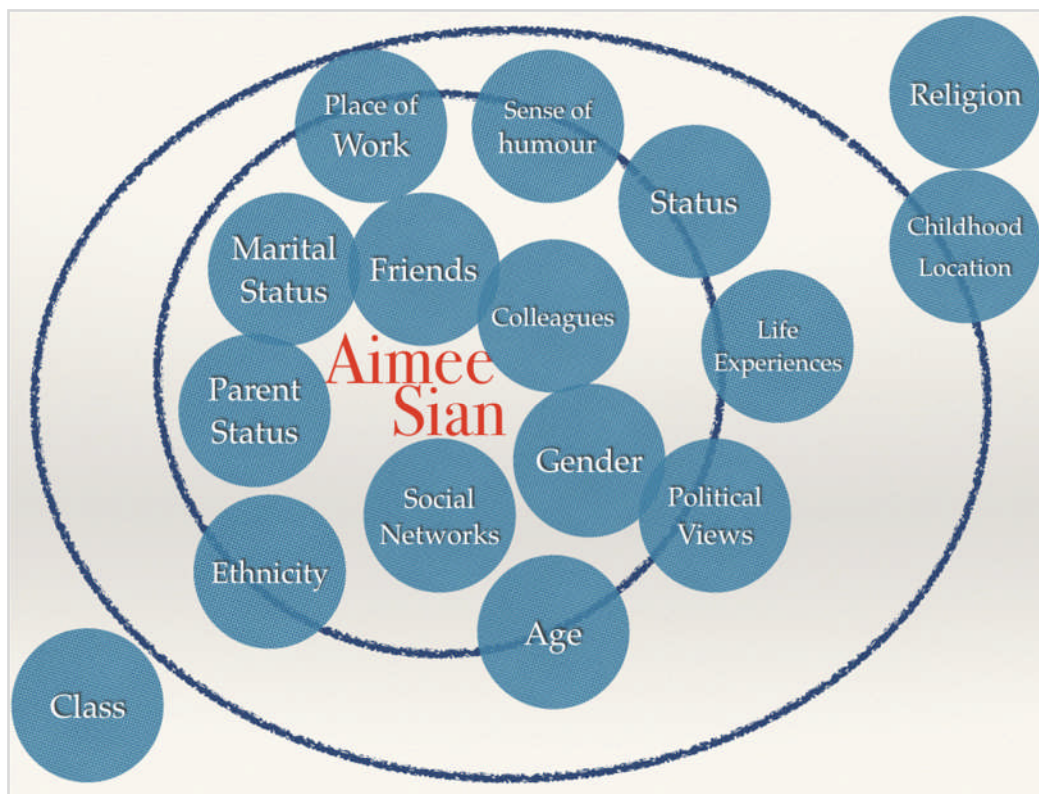 Religion
Place of
Work
Sense of
humour
Status
Childhood
Location
Marital
Status
Friends
Colleagues
Life
Experiences
Aimee
Sian
Parent
Status
Gender
Social
Networks
Political
Views
Ethnicity
Age
Class